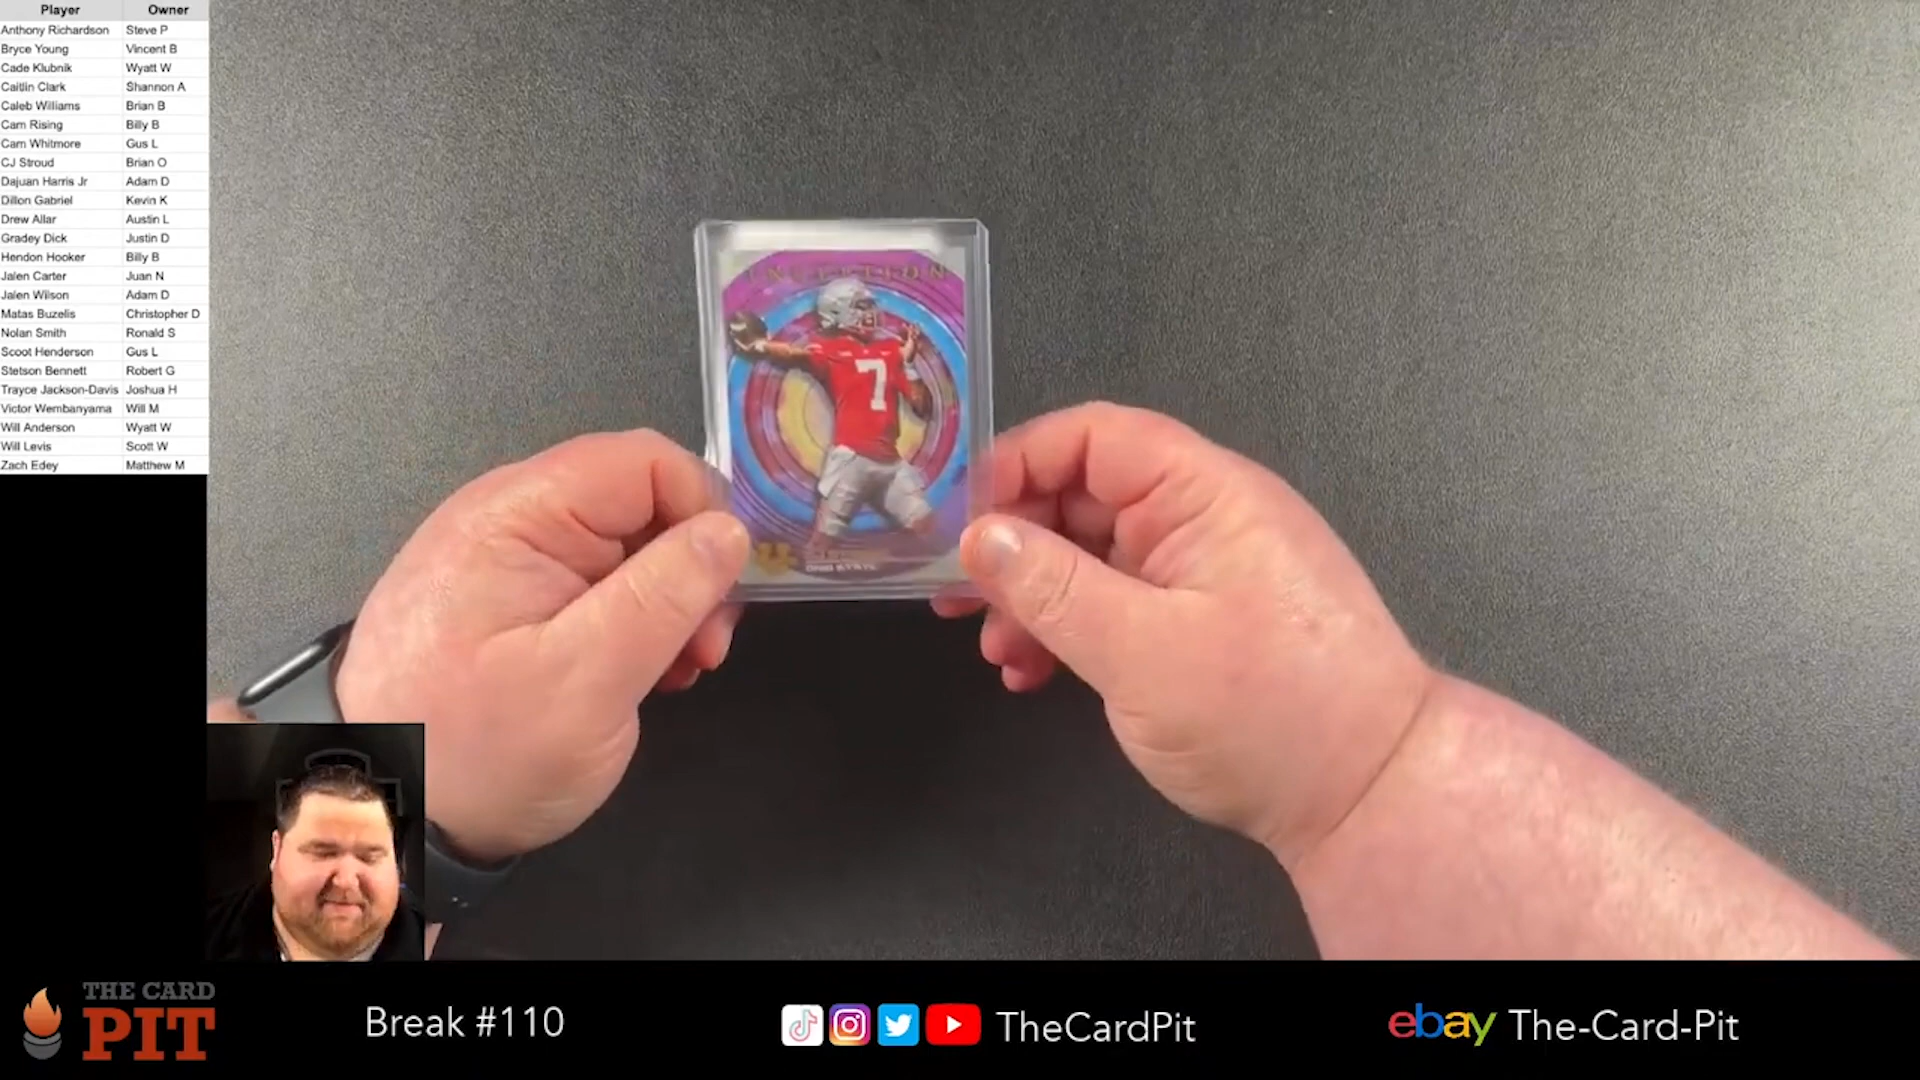 Player Owner
Anthony Richardson Steve P
Bryce Young Vincent B
Cade Klubnik Wyatt W
Caitlin Clark Shannon A
Caleb Williams Brian B
Cam Rising Billy B
Cam Whitmore Gus L
CJ Stroud Brian O
Dajuan Harris Jr Adam D
Dillon Gabriel Kevin K
Drew Allar Austin L
Gradey Dick Justin D
Hendon Hooker Billy B
Jalen Carter Juan N
Jalen Wilson Adam D
Matas Buzelis Christopher D
Nolan Smith Ronald S
Scoot Henderson Gus L
Stetson Bennett Robert G
Trayce Jackson-Davis Joshua H
Victor Wembanyama Will M
Will Anderson Wyatt W
Will Levis Scott W
Zach Edey Matthew M
INCEPTION
7
OHIO STATE
THE CARD
PIT
Break #110
TheCardPit
ebay The-Card-Pit